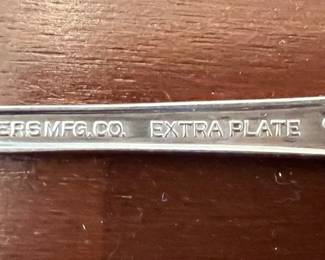 ERS MFG. CO. EXTRA PLATE